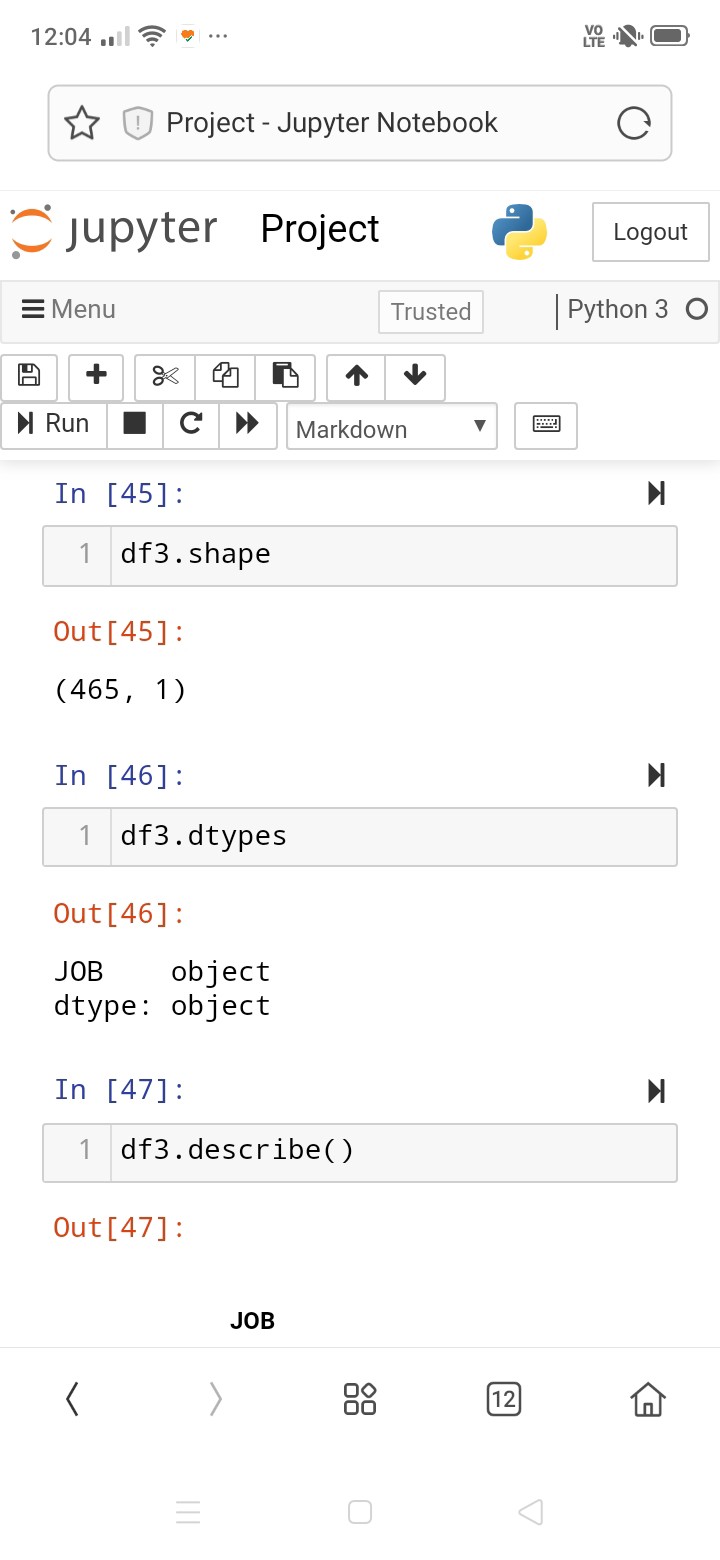 12:04 VO LTE
Project - Jupyter Notebook
jupyter Project Logout
Menu Trusted Python 3
Run Markdown
In [45]:
1 df3.shape
Out[45]:
(465, 1)
In [46]:
1 df3.dtypes
Out[46]:
JOB    object
dtype: object
In [47]:
1 df3.describe()
Out[47]:
JOB
12